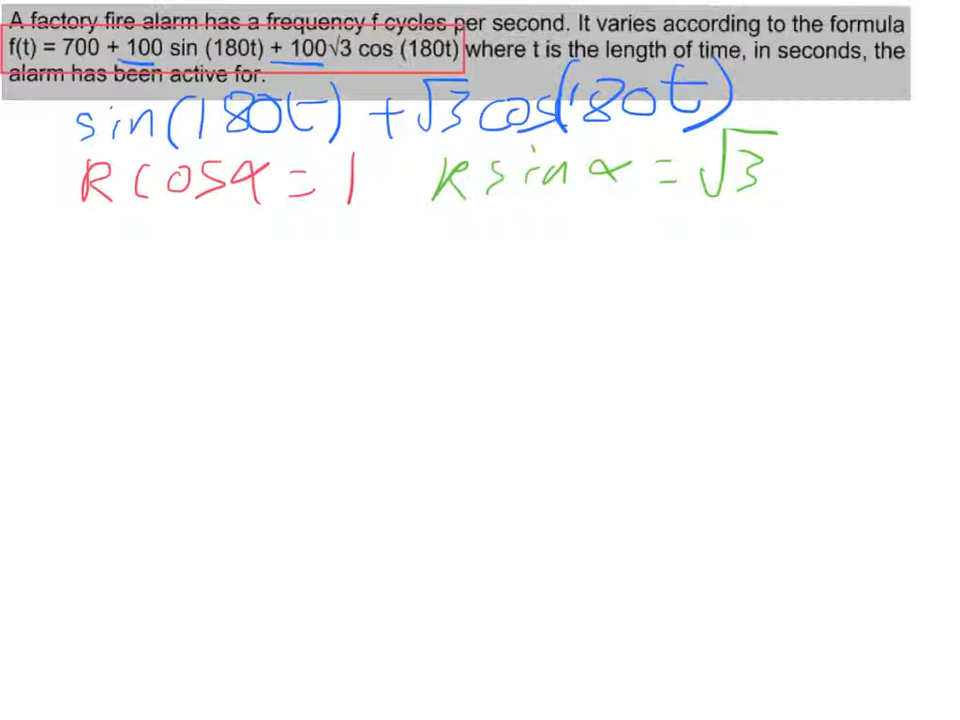 A factory fire alarm has a frequency f cycles per second. It varies according to the formula
f(t) = 700 + 100 sin (180t) + 100√3 cos (180t) where t is the length of time, in seconds, the
alarm has been active for.
sin(180t) + √3 cos(180t)
R cos α = 1 R sin α = √3